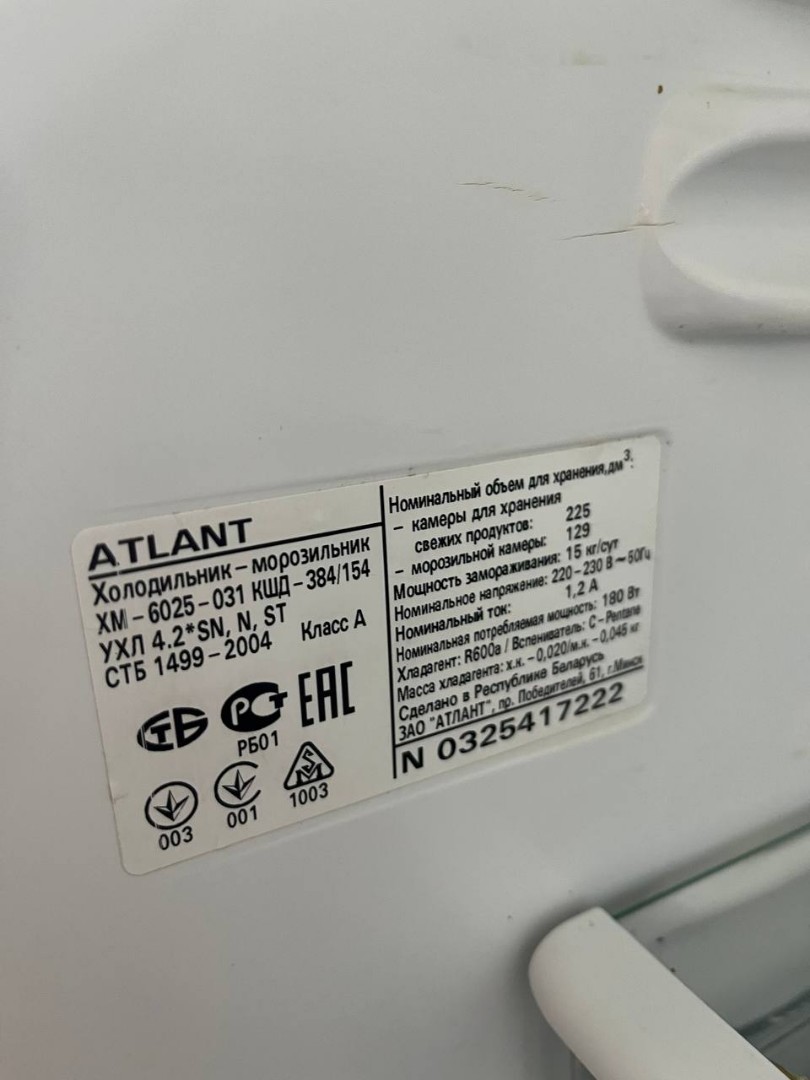 ATLANT
Холодильник – морозильник
ХМ – 6025 – 031 КШД – 384/154
УХЛ 4.2*SN, N, ST
СТБ 1499 – 2004 Класс А
СТБ
РСТ
ЕАС
РБ01
003
001
1003
Номинальный объем для хранения,дм³:
– камеры для хранения
свежих продуктов: 225
– морозильной камеры: 129
Мощность замораживания: 15 кг/сут
Номинальное напряжение: 220 – 230 В ~ 50Гц
Номинальный ток: 1,2 А
Номинальная потребляемая мощность: 180 Вт
Хладагент: R600a / Вспениватель: C – Pentane
Масса хладагента: х.к. – 0,020/м.к. – 0,045 кг
Сделано в Республике Беларусь
ЗАО "АТЛАНТ", пр. Победителей, 61, г.Минск
N 0325417222